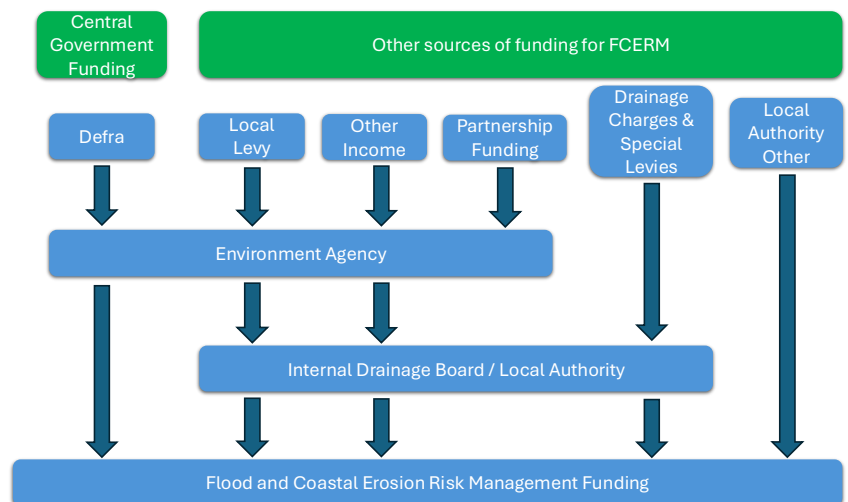 Central
Government
Funding
Other sources of funding for FCERM
Defra
Local
Levy
Other
Income
Partnership
Funding
Drainage
Charges &
Special
Levies
Local
Authority
Other
Environment Agency
Internal Drainage Board / Local Authority
Flood and Coastal Erosion Risk Management Funding